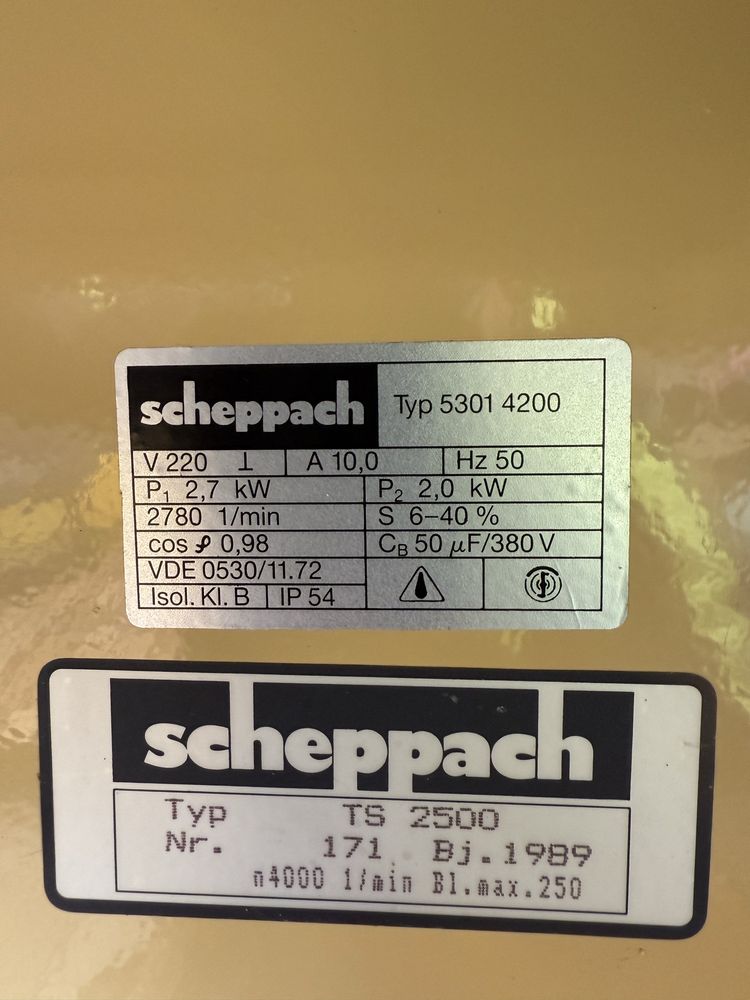 scheppach Typ 5301 4200
V 220 ⊥ A 10,0 Hz 50
P₁ 2,7 kW P₂ 2,0 kW
2780 1/min S 6–40 %
cos φ 0,98 C_B 50 µF/380 V
VDE 0530/11.72
Isol. Kl. B IP 54
scheppach
Typ TS 2500
Nr. 171 Bj.1989
n4000 1/min Bl.max.250